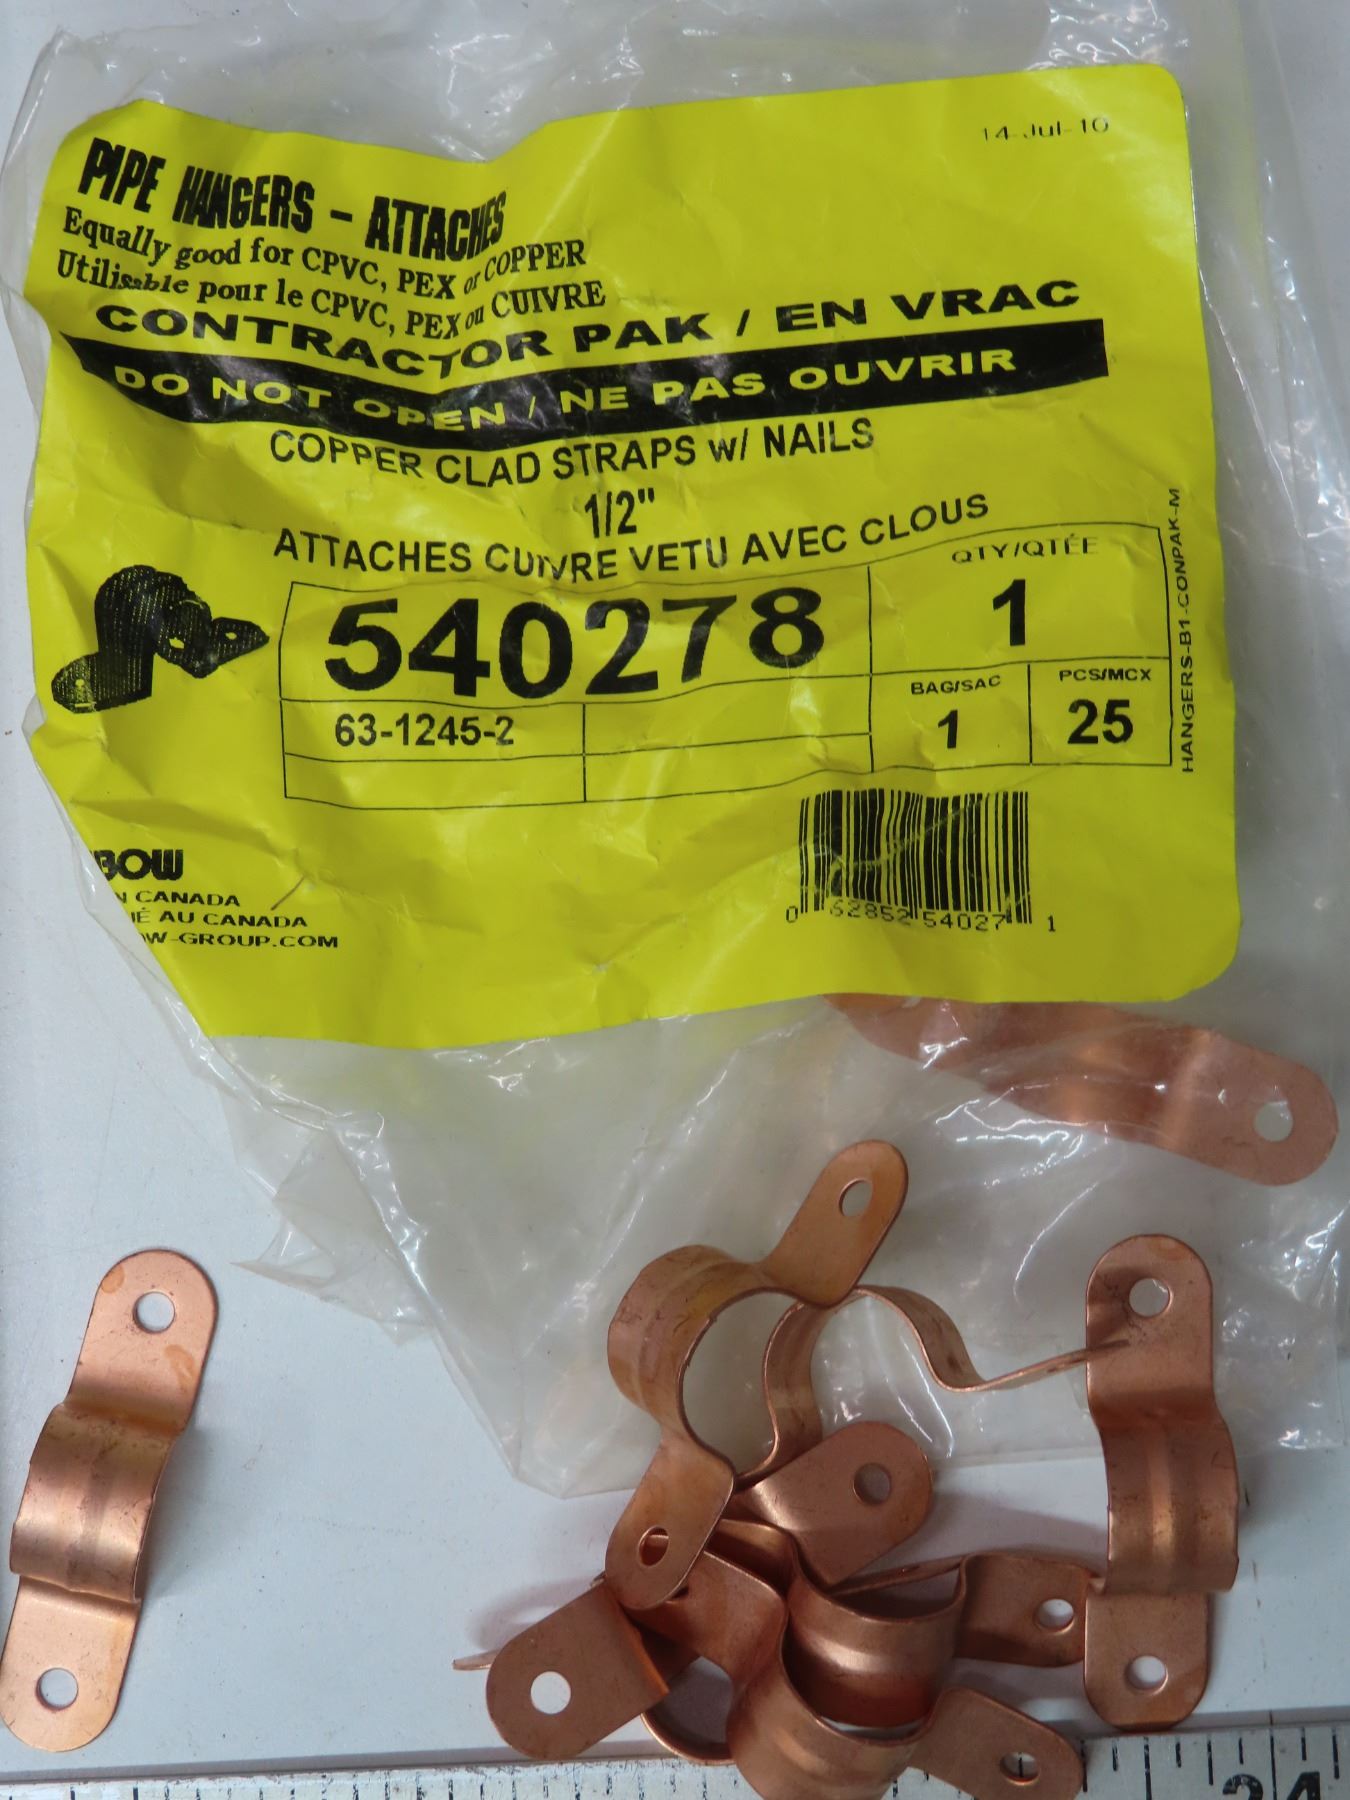 14-Jul-10
PIPE HANGERS - ATTACHES
Equally good for CPVC, PEX or COPPER
Utilisable pour le CPVC, PEX ou CUIVRE
CONTRACTOR PAK / EN VRAC
DO NOT OPEN / NE PAS OUVRIR
COPPER CLAD STRAPS w/ NAILS
1/2"
ATTACHES CUIVRE VETU AVEC CLOUS
540278
QTY/QTÉE
1
63-1245-2
BAG/SAC
1
PCS/MCX
25
HANGERS-B1-CONPAK-M
BOW
N CANADA
É AU CANADA
OW-GROUP.COM
0 62852 54027 1
24